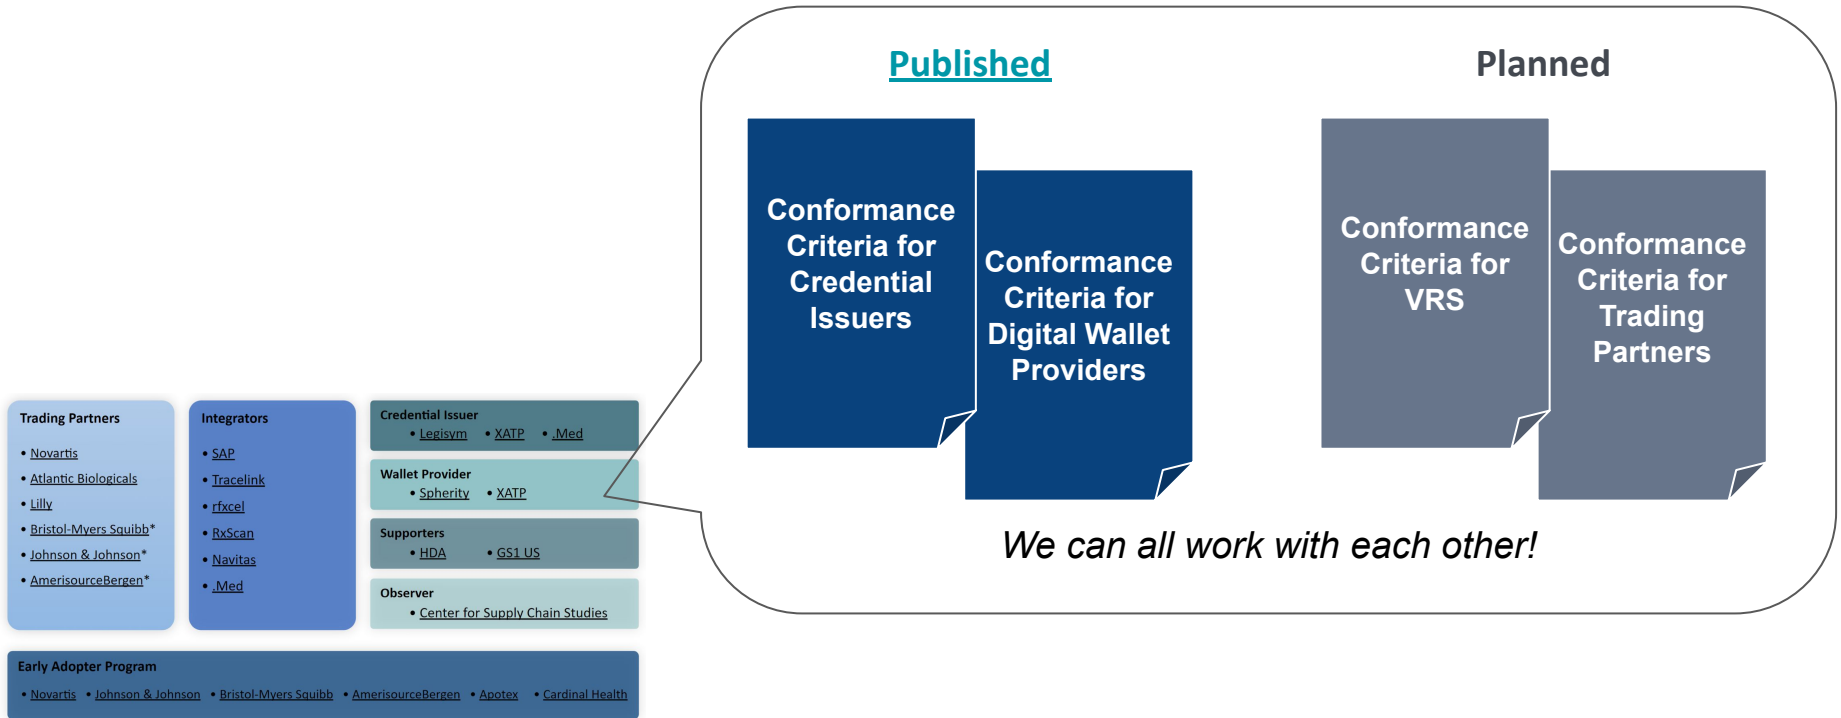 Published
Planned
Conformance
Criteria for
Credential
Issuers
Conformance
Criteria for
Digital Wallet
Providers
Conformance
Criteria for
VRS
Conformance
Criteria for
Trading
Partners
We can all work with each other!
Trading Partners
• Novartis
• Atlantic Biologicals
• Lilly
• Bristol-Myers Squibb*
• Johnson & Johnson*
• AmerisourceBergen*
Integrators
• SAP
• Tracelink
• rfxcel
• RxScan
• Navitas
• .Med
Credential Issuer
• Legisym • XATP • .Med
Wallet Provider
• Spherity • XATP
Supporters
• HDA • GS1 US
Observer
• Center for Supply Chain Studies
Early Adopter Program
• Novartis • Johnson & Johnson • Bristol-Myers Squibb • AmerisourceBergen • Apotex • Cardinal Health